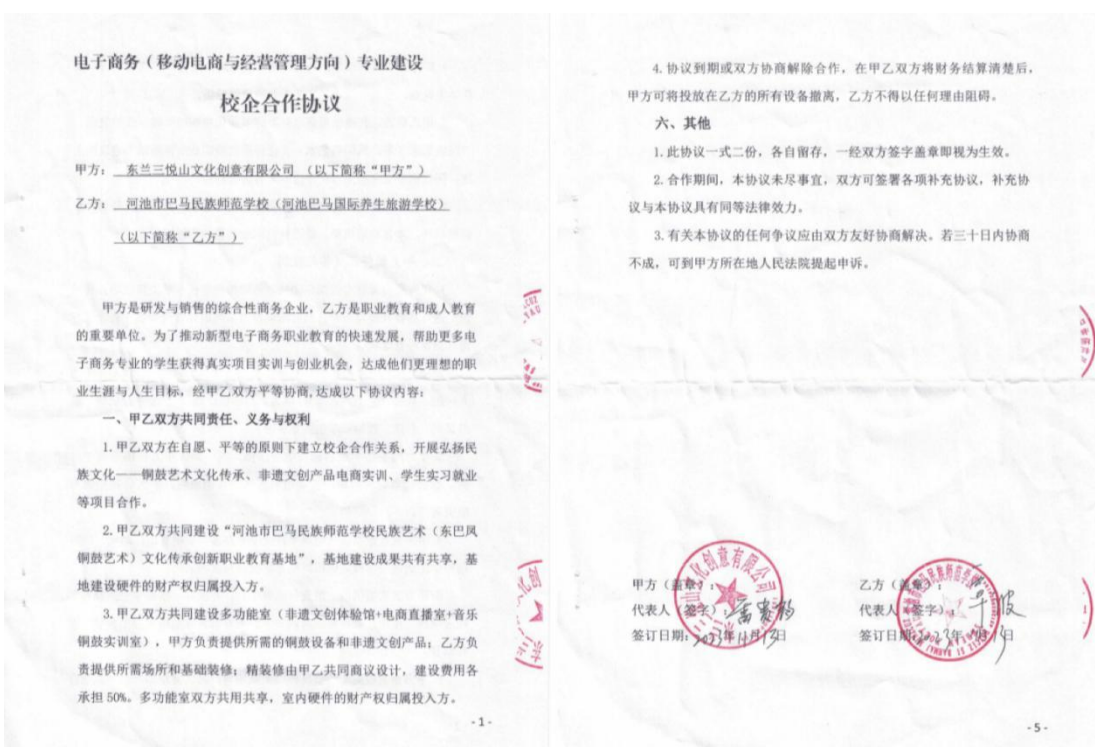 电子商务（移动电商与经营管理方向）专业建设
校企合作协议
甲方： 东兰三悦山文化创意有限公司 （以下简称“甲方”）
乙方： 河池市巴马民族师范学校（河池巴马国际养生旅游学校）
（以下简称“乙方”）
甲方是研发与销售的综合性商务企业，乙方是职业教育和成人教育
的重要单位。为了推动新型电子商务职业教育的快速发展，帮助更多电
子商务专业的学生获得真实项目实训与创业机会，达成他们更理想的职
业生涯与人生目标，经甲乙双方平等协商,达成以下协议内容：
一、甲乙双方共同责任、义务与权利
1.甲乙双方在自愿、平等的原则下建立校企合作关系，开展弘扬民
族文化——铜鼓艺术文化传承、非遗文创产品电商实训、学生实习就业
等项目合作。
2.甲乙双方共同建设“河池市巴马民族师范学校民族艺术（东巴凤
铜鼓艺术）文化传承创新职业教育基地”，基地建设成果共有共享，基
地建设硬件的财产权归属投入方。
3.甲乙双方共同建设多功能室（非遗文创体验馆+电商直播室+音乐
铜鼓实训室），甲方负责提供所需的铜鼓设备和非遗文创产品；乙方负
责提供所需场所和基础装修；精装修由甲乙共同商议设计，建设费用各
承担 50%。多功能室双方共用共享，室内硬件的财产权归属投入方。
- 1 -
4.协议到期或双方协商解除合作，在甲乙双方将财务结算清楚后，
甲方可将投放在乙方的所有设备撤离，乙方不得以任何理由阻碍。
六、其他
1.此协议一式二份，各自留存，一经双方签字盖章即视为生效。
2.合作期间，本协议未尽事宜，双方可签署各项补充协议，补充协
议与本协议具有同等法律效力。
3.有关本协议的任何争议应由双方友好协商解决。若三十日内协商
不成，可到甲方所在地人民法院提起申诉。
甲方（盖章）：
代表人（签字）：
签订日期：2023年11月13日
乙方（盖章）
代表人（签字）：
签订日期：2023年 月 日
- 5 -